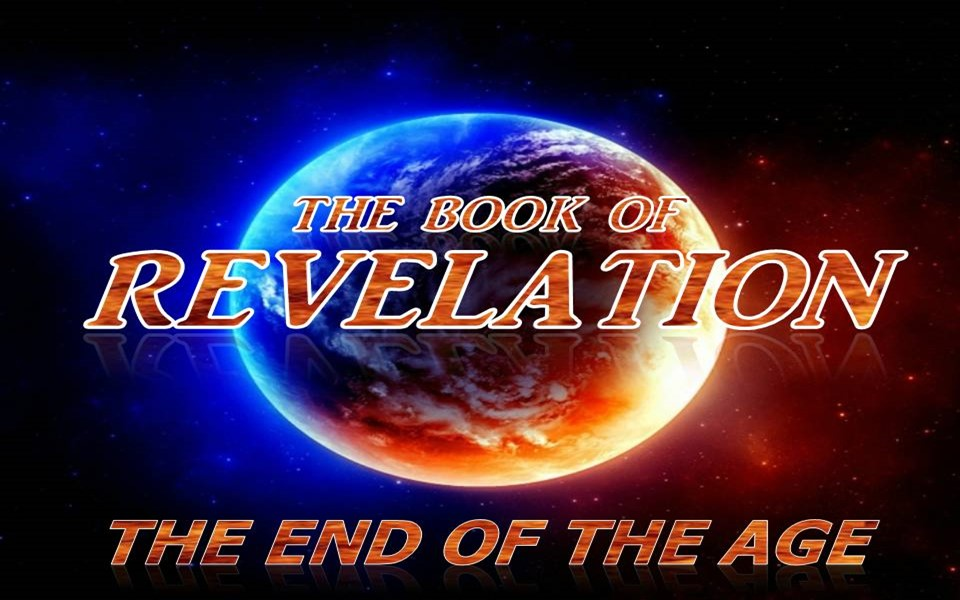 THE BOOK OF
REVELATION
THE END OF THE AGE